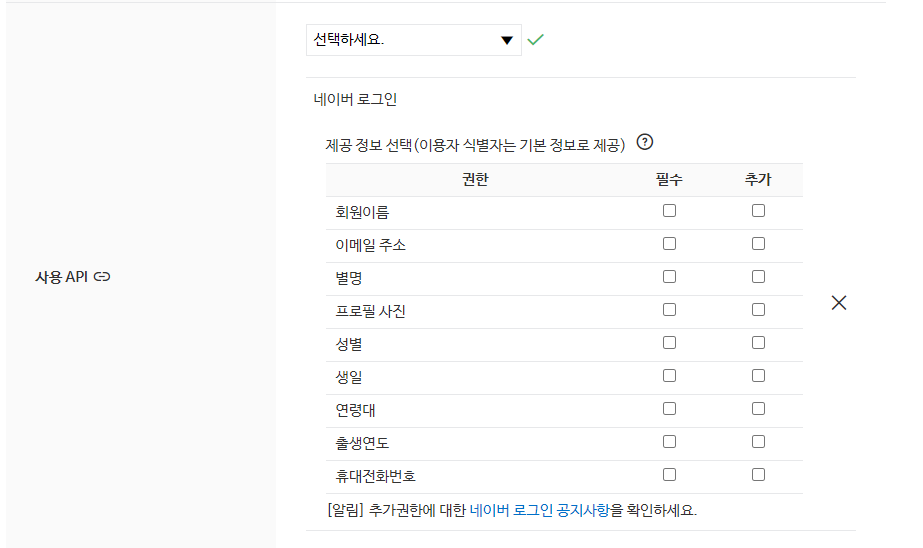 선택하세요.
네이버 로그인
제공 정보 선택(이용자 식별자는 기본 정보로 제공)
권한 필수 추가
회원이름
이메일 주소
별명
사용 API
프로필 사진
성별
생일
연령대
출생연도
휴대전화번호
[알림] 추가권한에 대한 네이버 로그인 공지사항을 확인하세요.